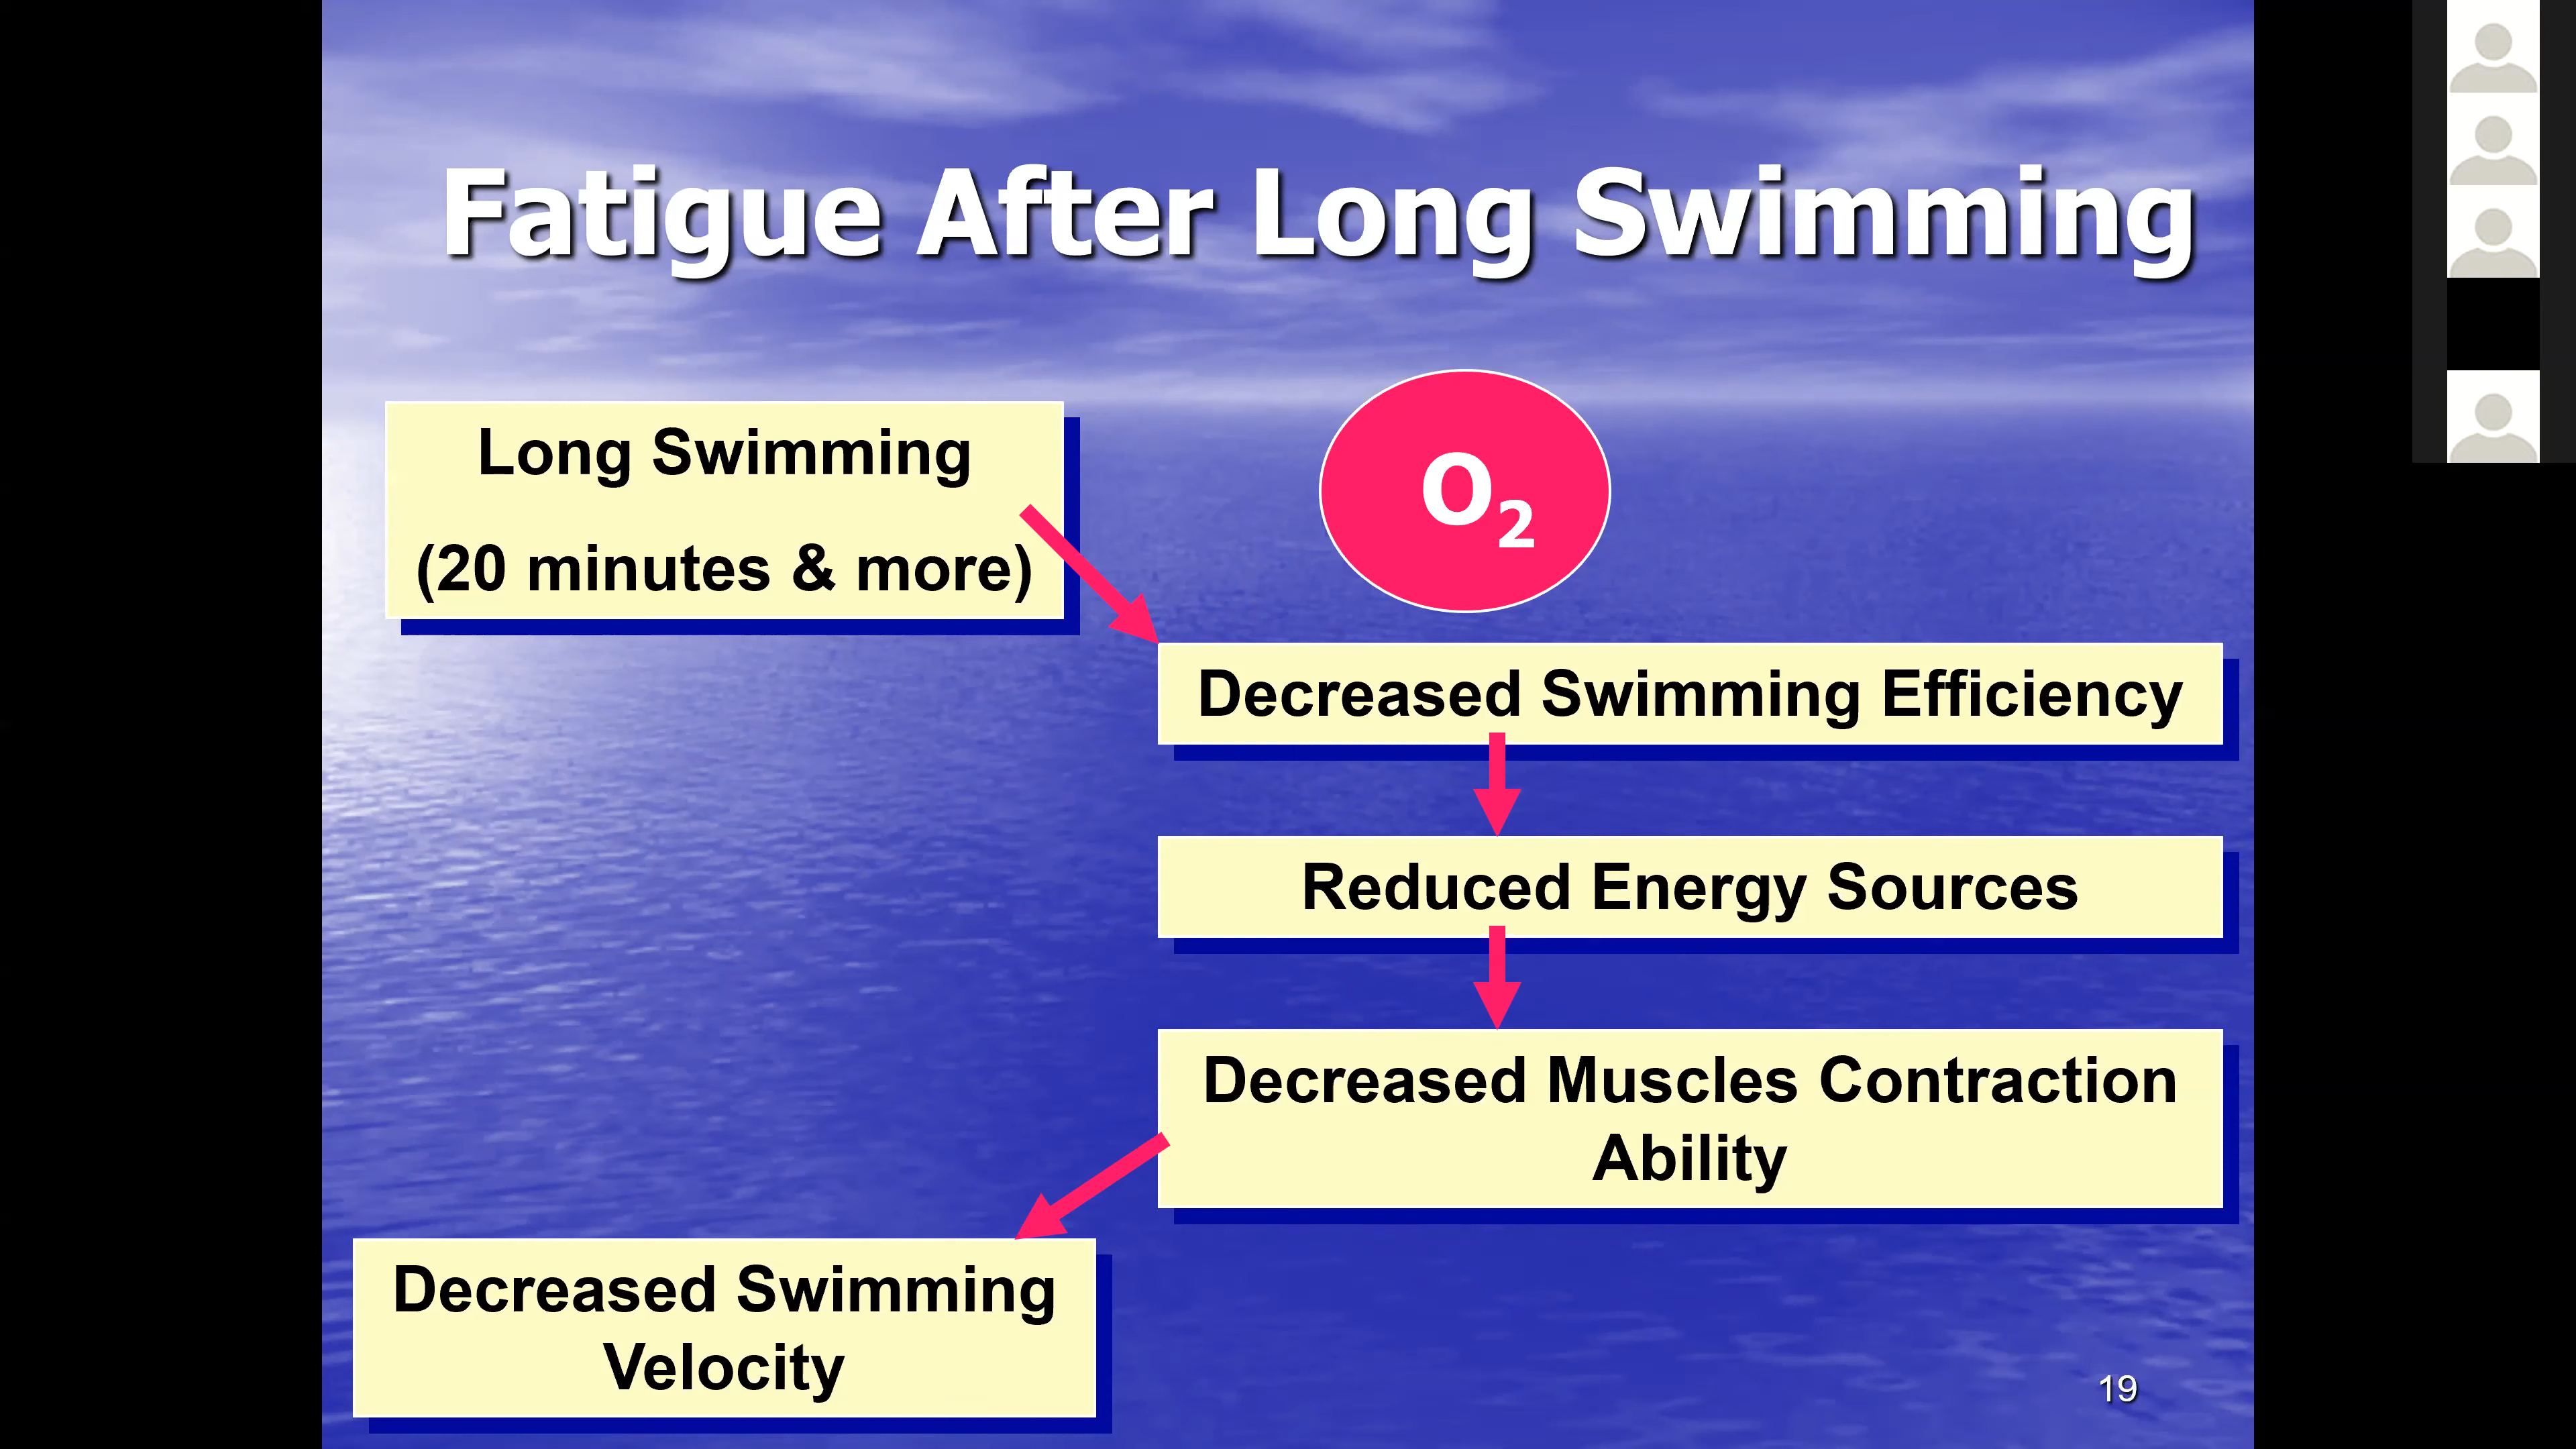 Fatigue After Long Swimming
Long Swimming
(20 minutes & more)
O₂
Decreased Swimming Efficiency
Reduced Energy Sources
Decreased Muscles Contraction
Ability
Decreased Swimming
Velocity
19